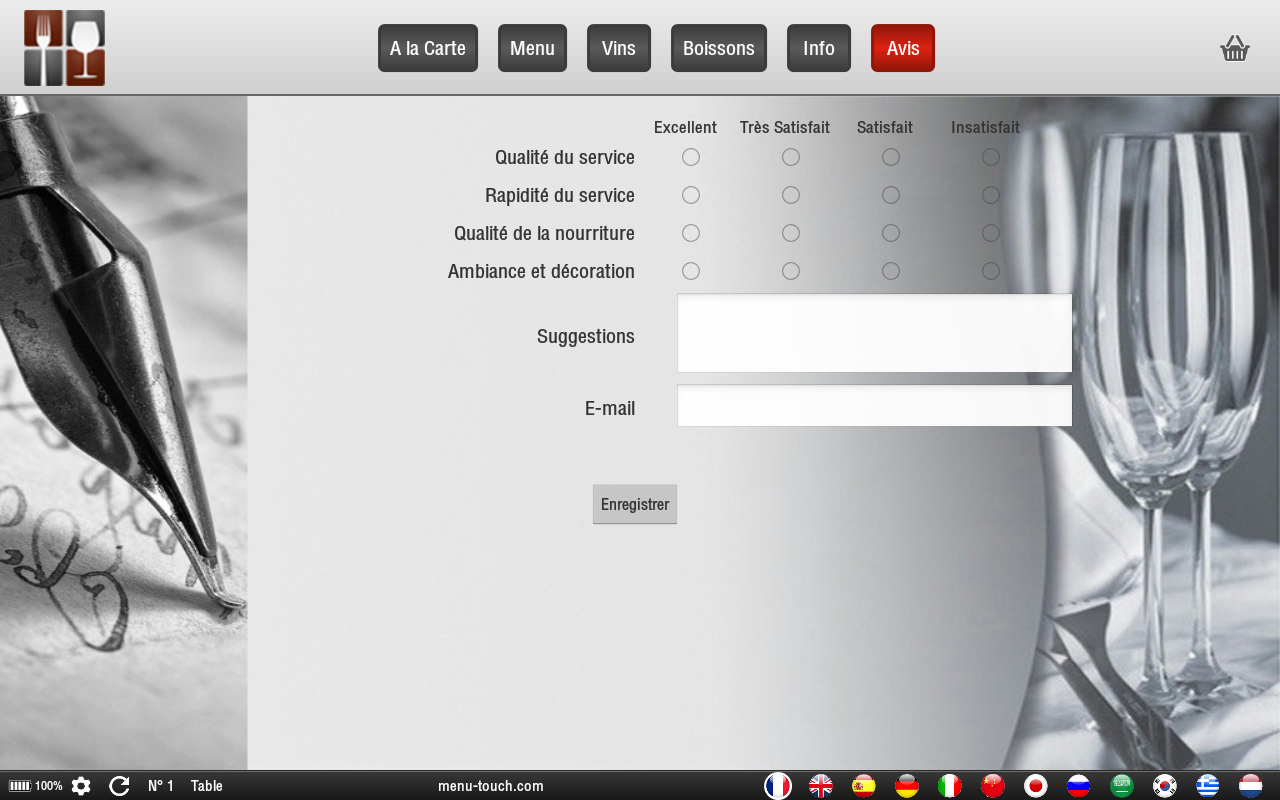 A la Carte Menu Vins Boissons Info Avis
Excellent Très Satisfait Satisfait Insatisfait
Qualité du service
Rapidité du service
Qualité de la nourriture
Ambiance et décoration
Suggestions
E-mail
Enregistrer
100% N° 1 Table menu-touch.com